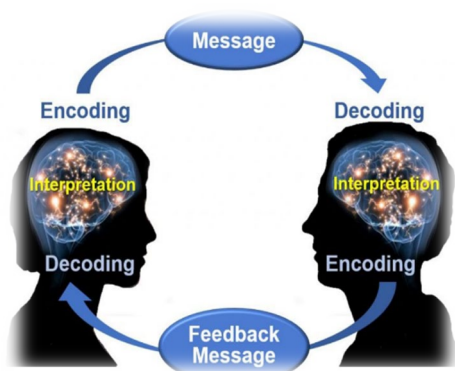 Message
Encoding
Decoding
Interpretation
Interpretation
Decoding
Encoding
Feedback
Message